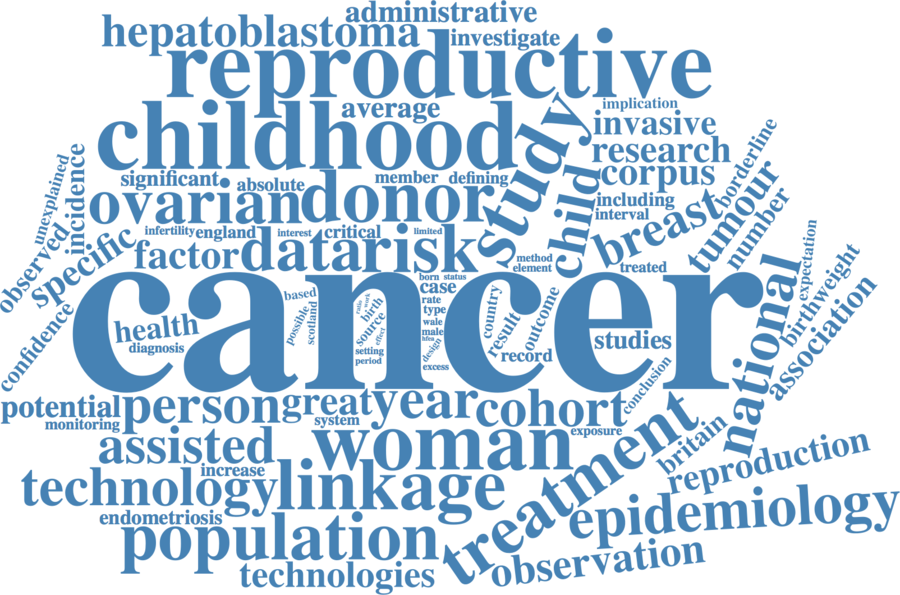 administrative
hepatoblastoma
investigate
reproductive
average
implication
childhood
study
invasive
borderline
research
significant
absolute
member
defining
corpus
unexplained
incidence
ovarian
donor
child
including
interval
breast
tumour
number
infertility
england
interest
critical
limited
observed
specific
factor
data
risk
method
element
treated
expectation
cancer
born
status
case
based
possible
scotland
ratio
work
birth
source
effect
rate
type
wale
male
hfea
design
country
result
outcome
national
birthweight
association
confidence
health
diagnosis
setting
period
excess
record
studies
conclusion
potential
monitoring
person
great
year
system
cohort
exposure
treatment
britain
assisted
woman
increase
technology
linkage
reproduction
endometriosis
population
epidemiology
technologies
observation